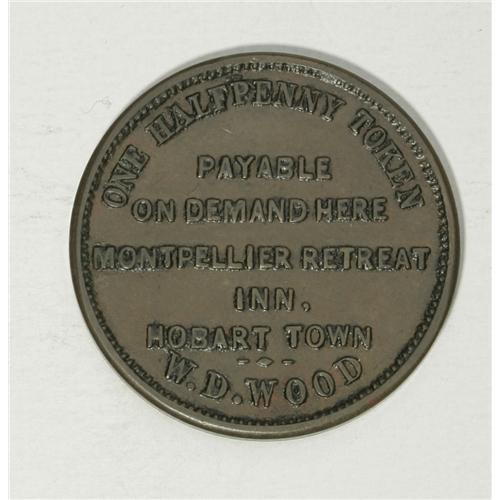 ONE HALFPENNY TOKEN
PAYABLE
ON DEMAND HERE
MONTPELLIER RETREAT
INN.
HOBART TOWN
W.D.WOOD